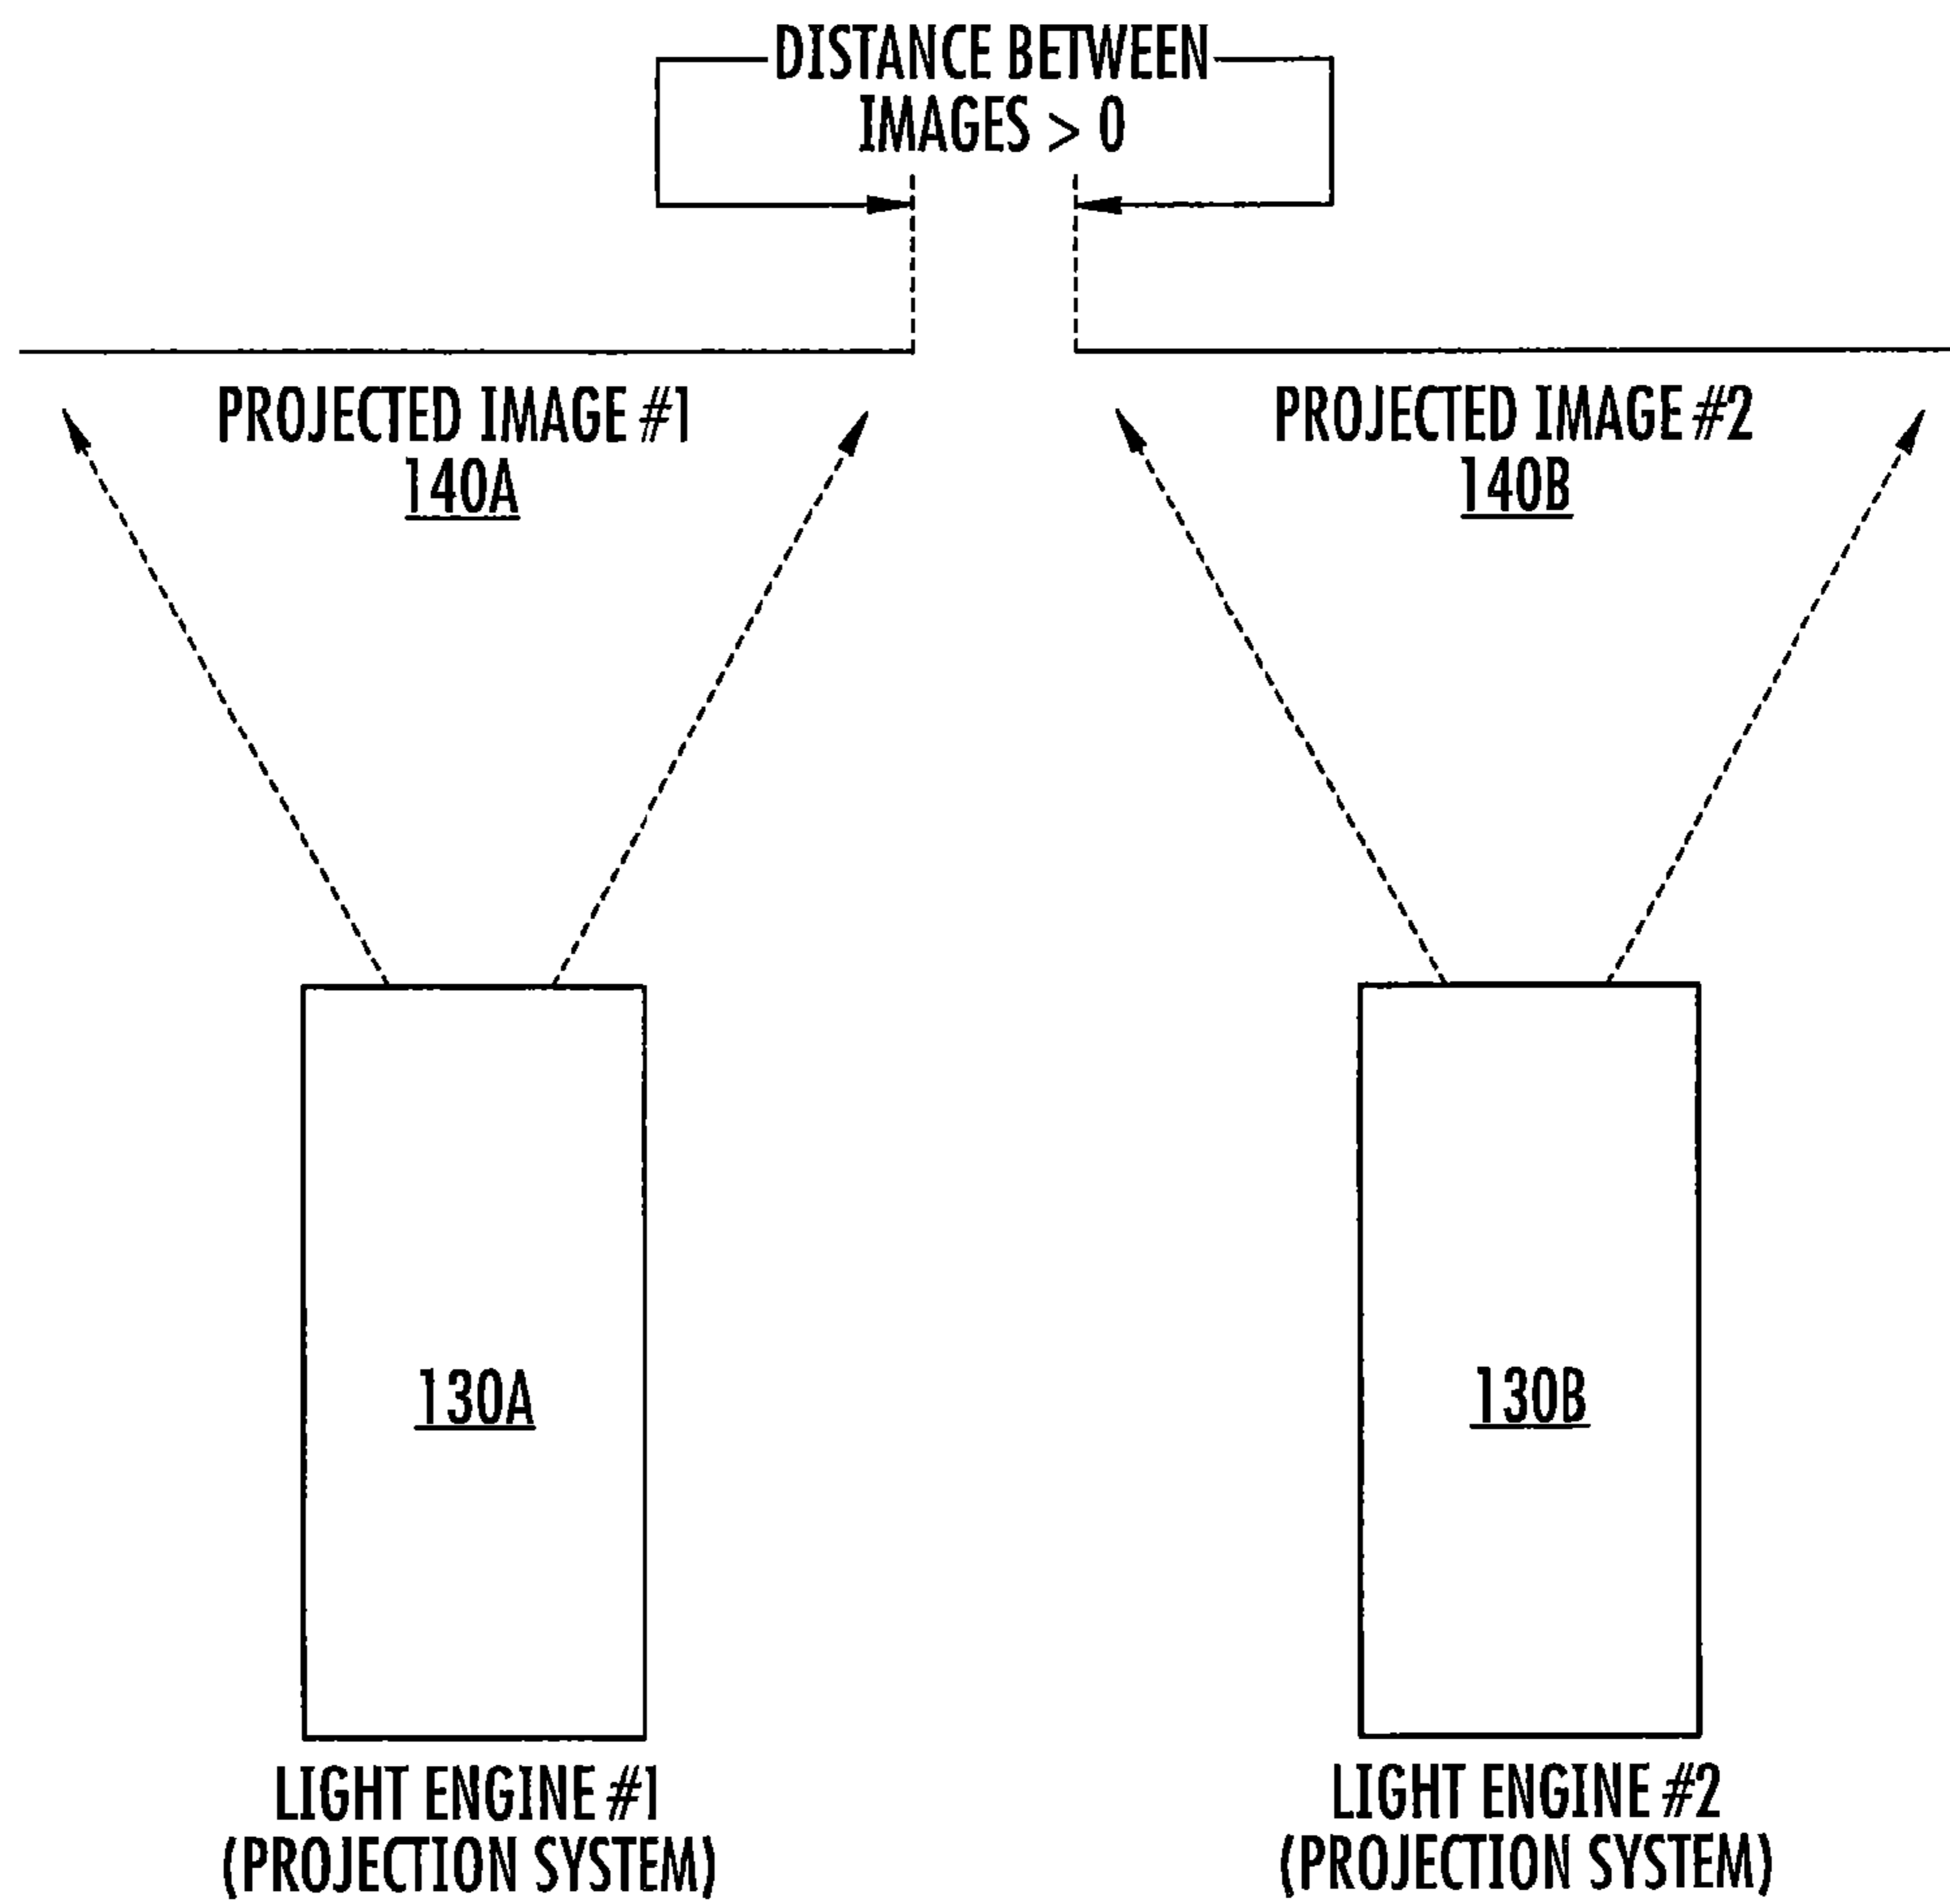 DISTANCE BETWEEN
IMAGES > 0
PROJECTED IMAGE #1
140A
PROJECTED IMAGE #2
140B
130A
130B
LIGHT ENGINE #1
(PROJECTION SYSTEM)
LIGHT ENGINE #2
(PROJECTION SYSTEM)